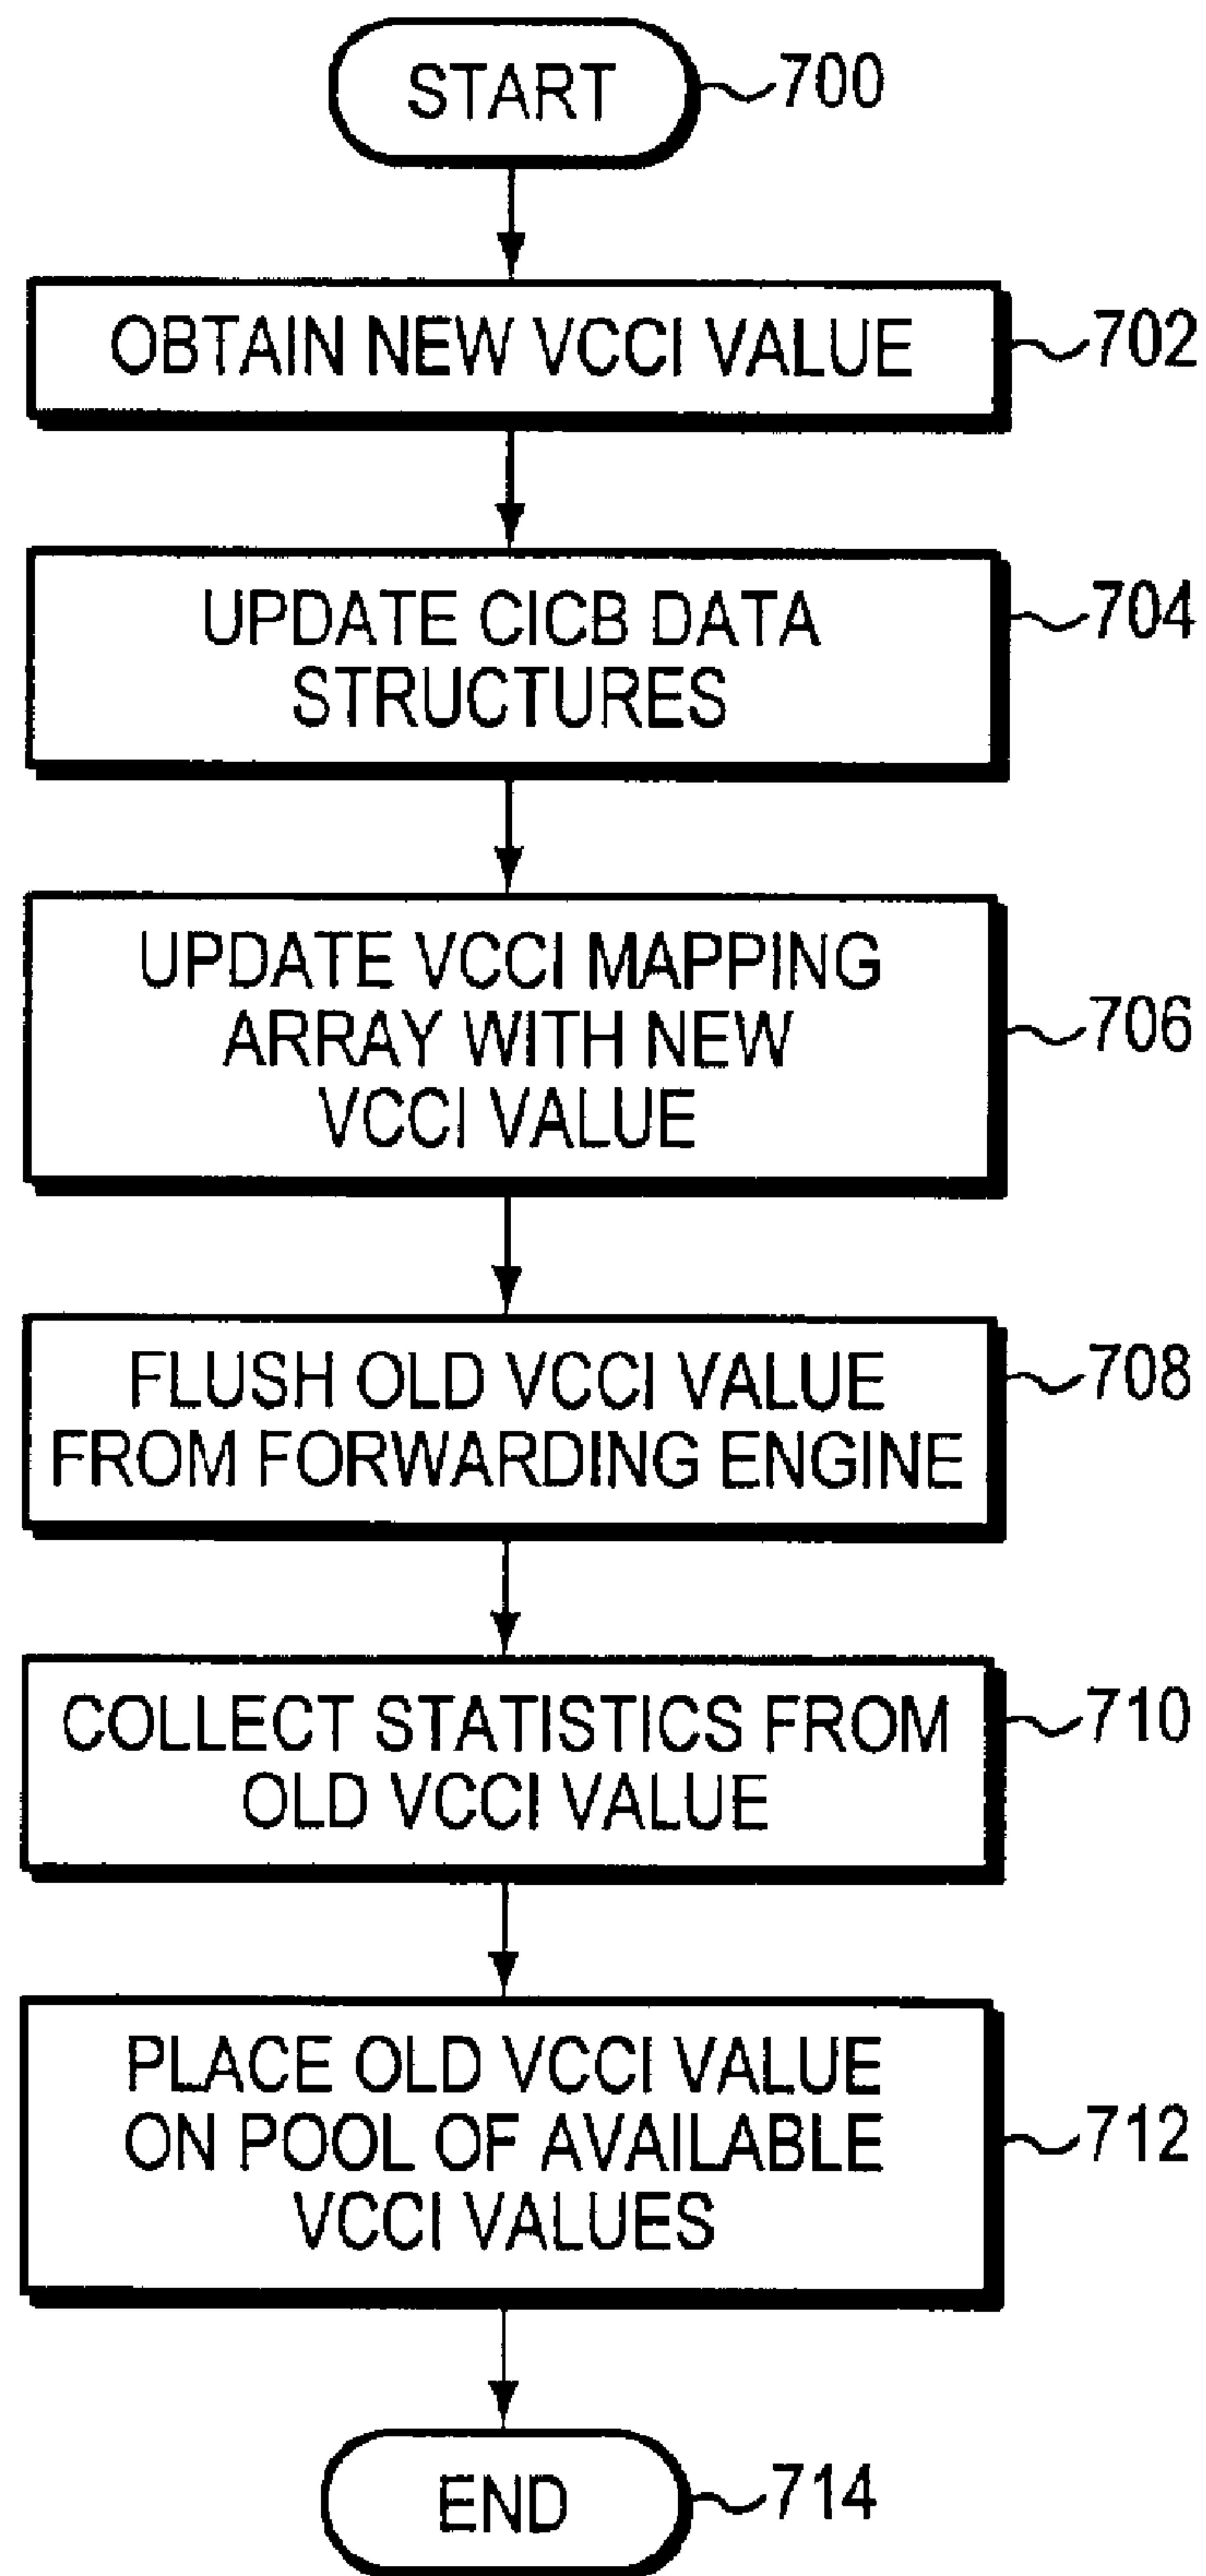 START
700
OBTAIN NEW VCCI VALUE
702
UPDATE CICB DATA
STRUCTURES
704
UPDATE VCCI MAPPING
ARRAY WITH NEW
VCCI VALUE
706
FLUSH OLD VCCI VALUE
FROM FORWARDING ENGINE
708
COLLECT STATISTICS FROM
OLD VCCI VALUE
710
PLACE OLD VCCI VALUE
ON POOL OF AVAILABLE
VCCI VALUES
712
END
714